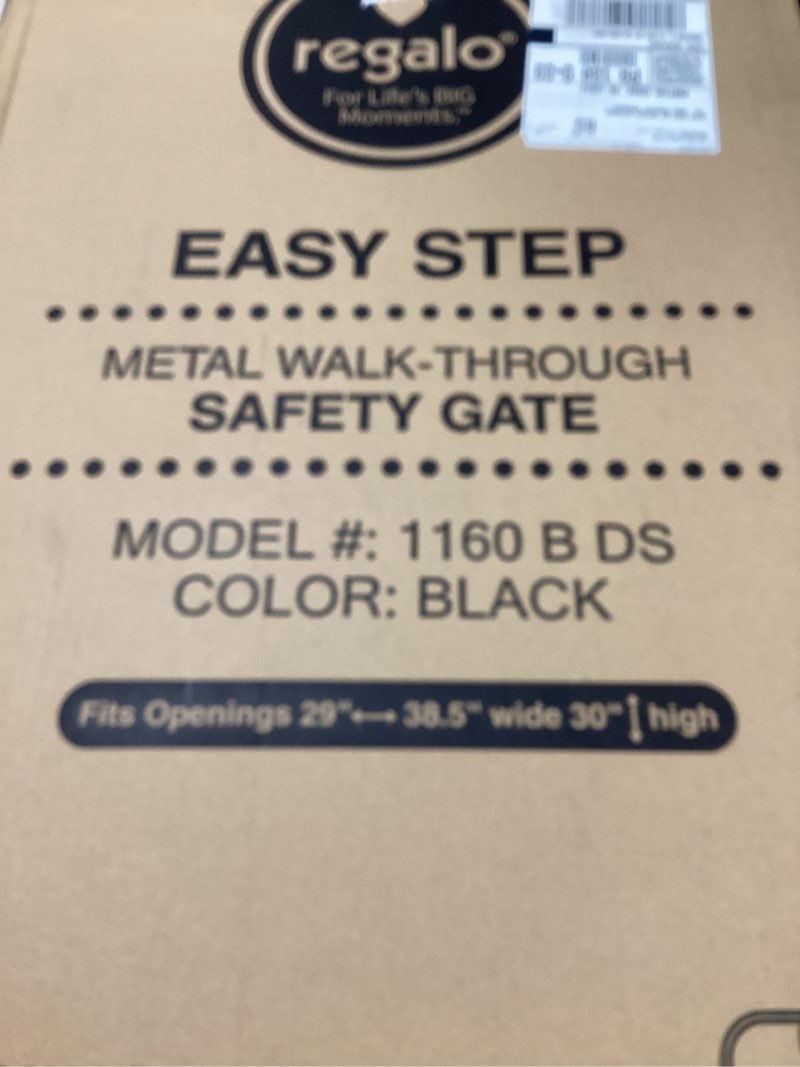 regalo
For Life's BIG
Moments.™
EASY STEP
METAL WALK-THROUGH
SAFETY GATE
MODEL #: 1160 B DS
COLOR: BLACK
Fits Openings 29"↔38.5" wide 30"↕high